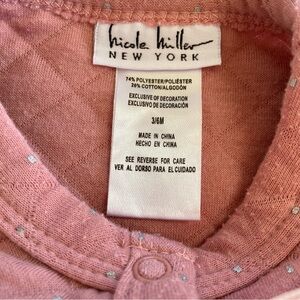 nicole miller
NEW YORK
74% POLYESTER/POLIÉSTER
26% COTTON/ALGODÓN
EXCLUSIVE OF DECORATION
EXCLUSIVO DE DECORACIÓN
3/6M
MADE IN CHINA
HECHO EN CHINA
SEE REVERSE FOR CARE
VER AL DORSO PARA EL CUIDADO